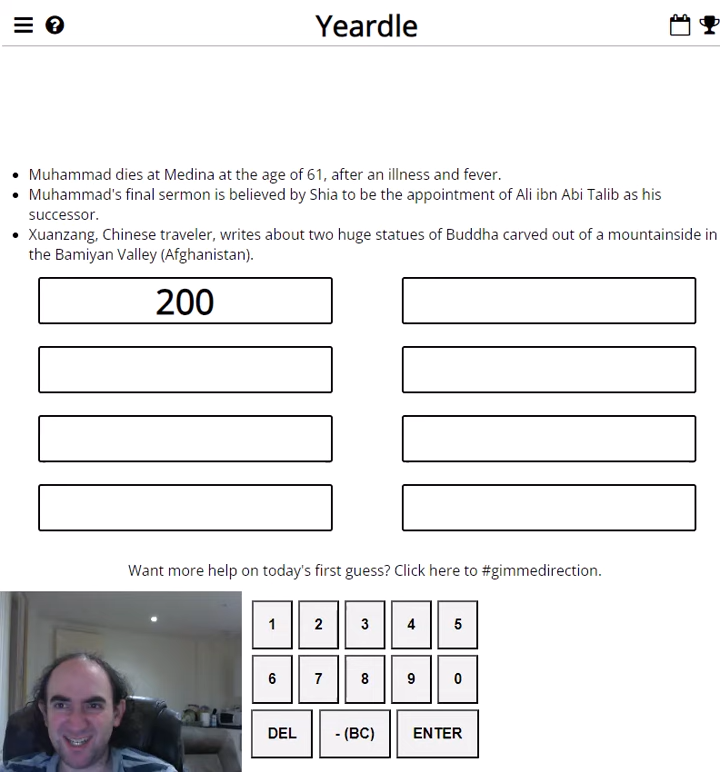 Yeardle
• Muhammad dies at Medina at the age of 61, after an illness and fever.
• Muhammad's final sermon is believed by Shia to be the appointment of Ali ibn Abi Talib as his
successor.
• Xuanzang, Chinese traveler, writes about two huge statues of Buddha carved out of a mountainside in
the Bamiyan Valley (Afghanistan).
200
Want more help on today's first guess? Click here to #gimmedirection.
1 2 3 4 5
6 7 8 9 0
DEL - (BC) ENTER